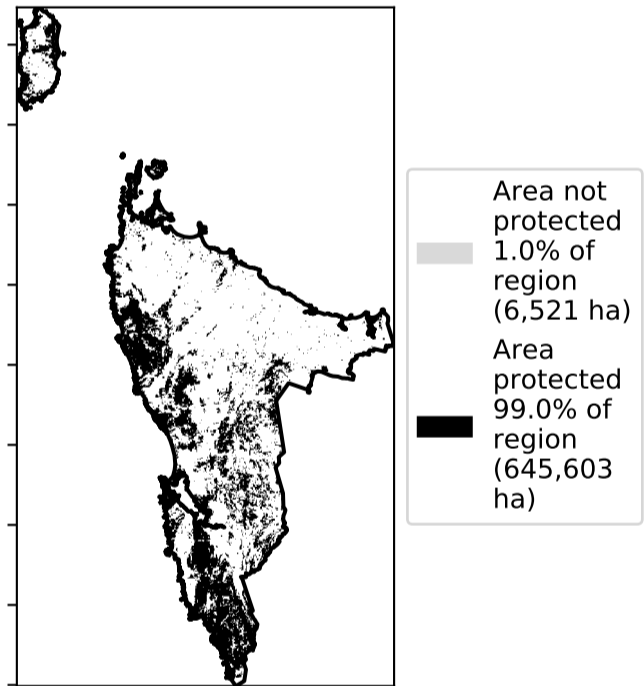 Area not
protected
1.0% of
region
(6,521 ha)
Area
protected
99.0% of
region
(645,603
ha)